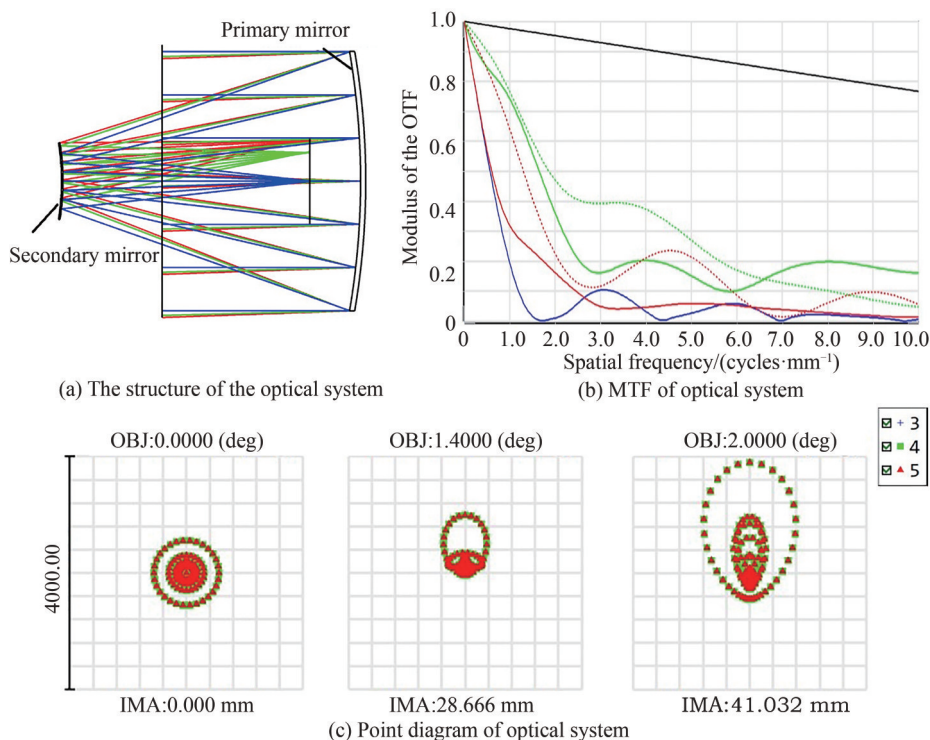 Primary mirror
Secondary mirror
(a) The structure of the optical system
1.0
0.8
0.6
0.4
0.2
0
Modulus of the OTF
0
1.0
2.0
3.0
4.0
5.0
6.0
7.0
8.0
9.0
10.0
Spatial frequency/(cycles·mm⁻¹)
(b) MTF of optical system
OBJ:0.0000 (deg)
OBJ:1.4000 (deg)
OBJ:2.0000 (deg)
3
4
5
4000.00
IMA:0.000 mm
IMA:28.666 mm
IMA:41.032 mm
(c) Point diagram of optical system